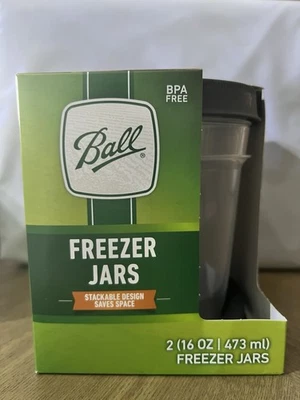 BPA
FREE
Ball®
FREEZER
JARS
STACKABLE DESIGN
SAVES SPACE
2 (16 OZ | 473 ml)
FREEZER JARS